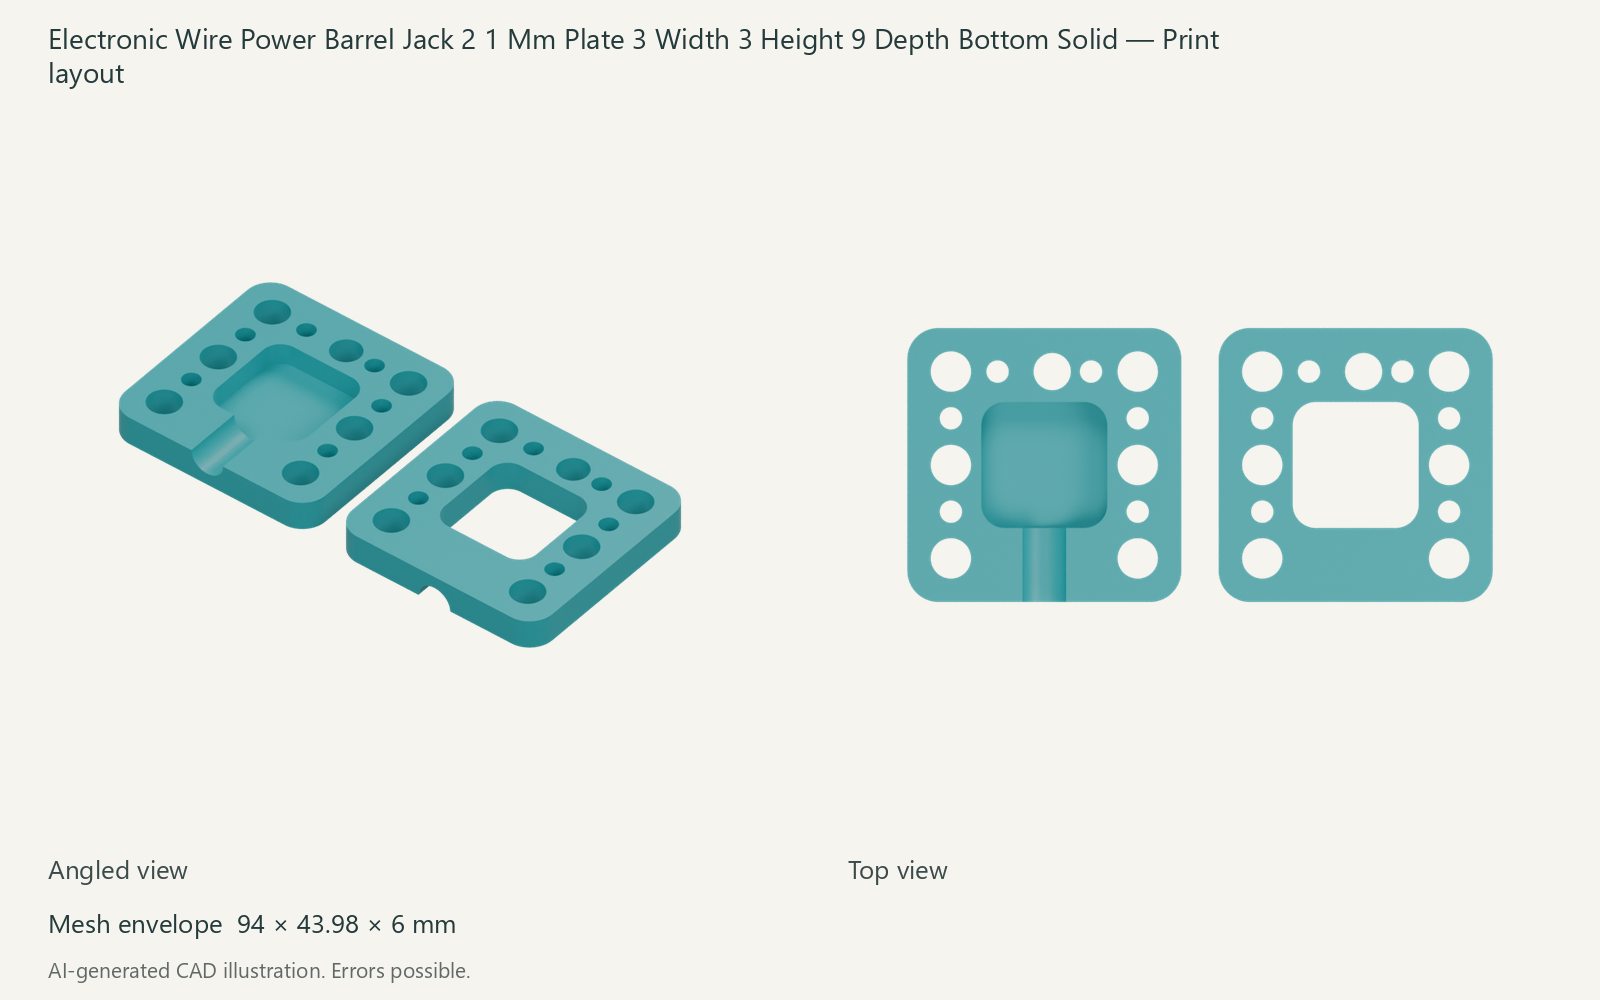 Electronic Wire Power Barrel Jack 2 1 Mm Plate 3 Width 3 Height 9 Depth Bottom Solid — Print
layout
Angled view
Top view
Mesh envelope 94 × 43.98 × 6 mm
AI-generated CAD illustration. Errors possible.